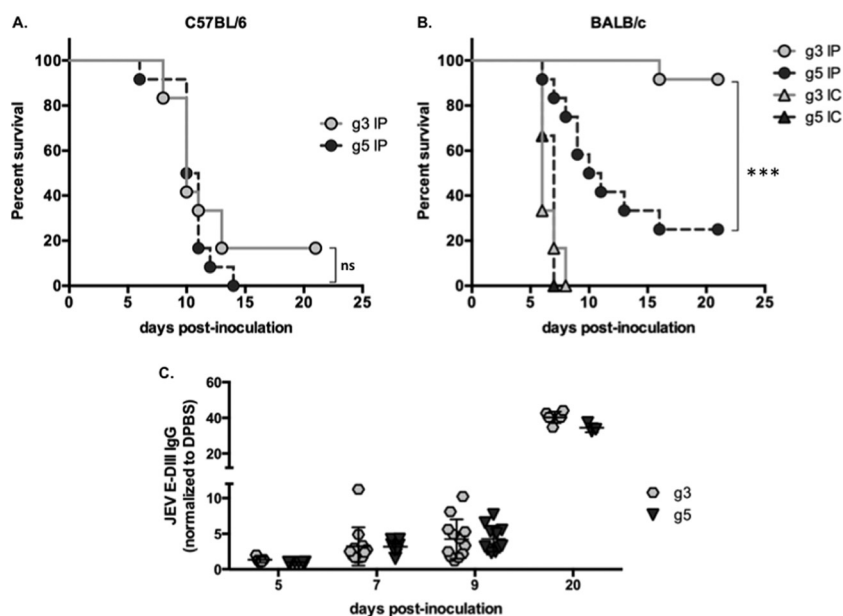 A.
C57BL/6
Percent survival
100
80
60
40
20
0
0 5 10 15 20 25
days post-inoculation
g3 IP
g5 IP
ns
B.
BALB/c
Percent survival
100
80
60
40
20
0
0 5 10 15 20 25
days post-inoculation
g3 IP
g5 IP
g3 IC
g5 IC
***
C.
JEV E-DIII IgG
(normalized to DPBS)
60
40
20
10
5
0
5 7 9 20
days post-inoculation
g3
g5